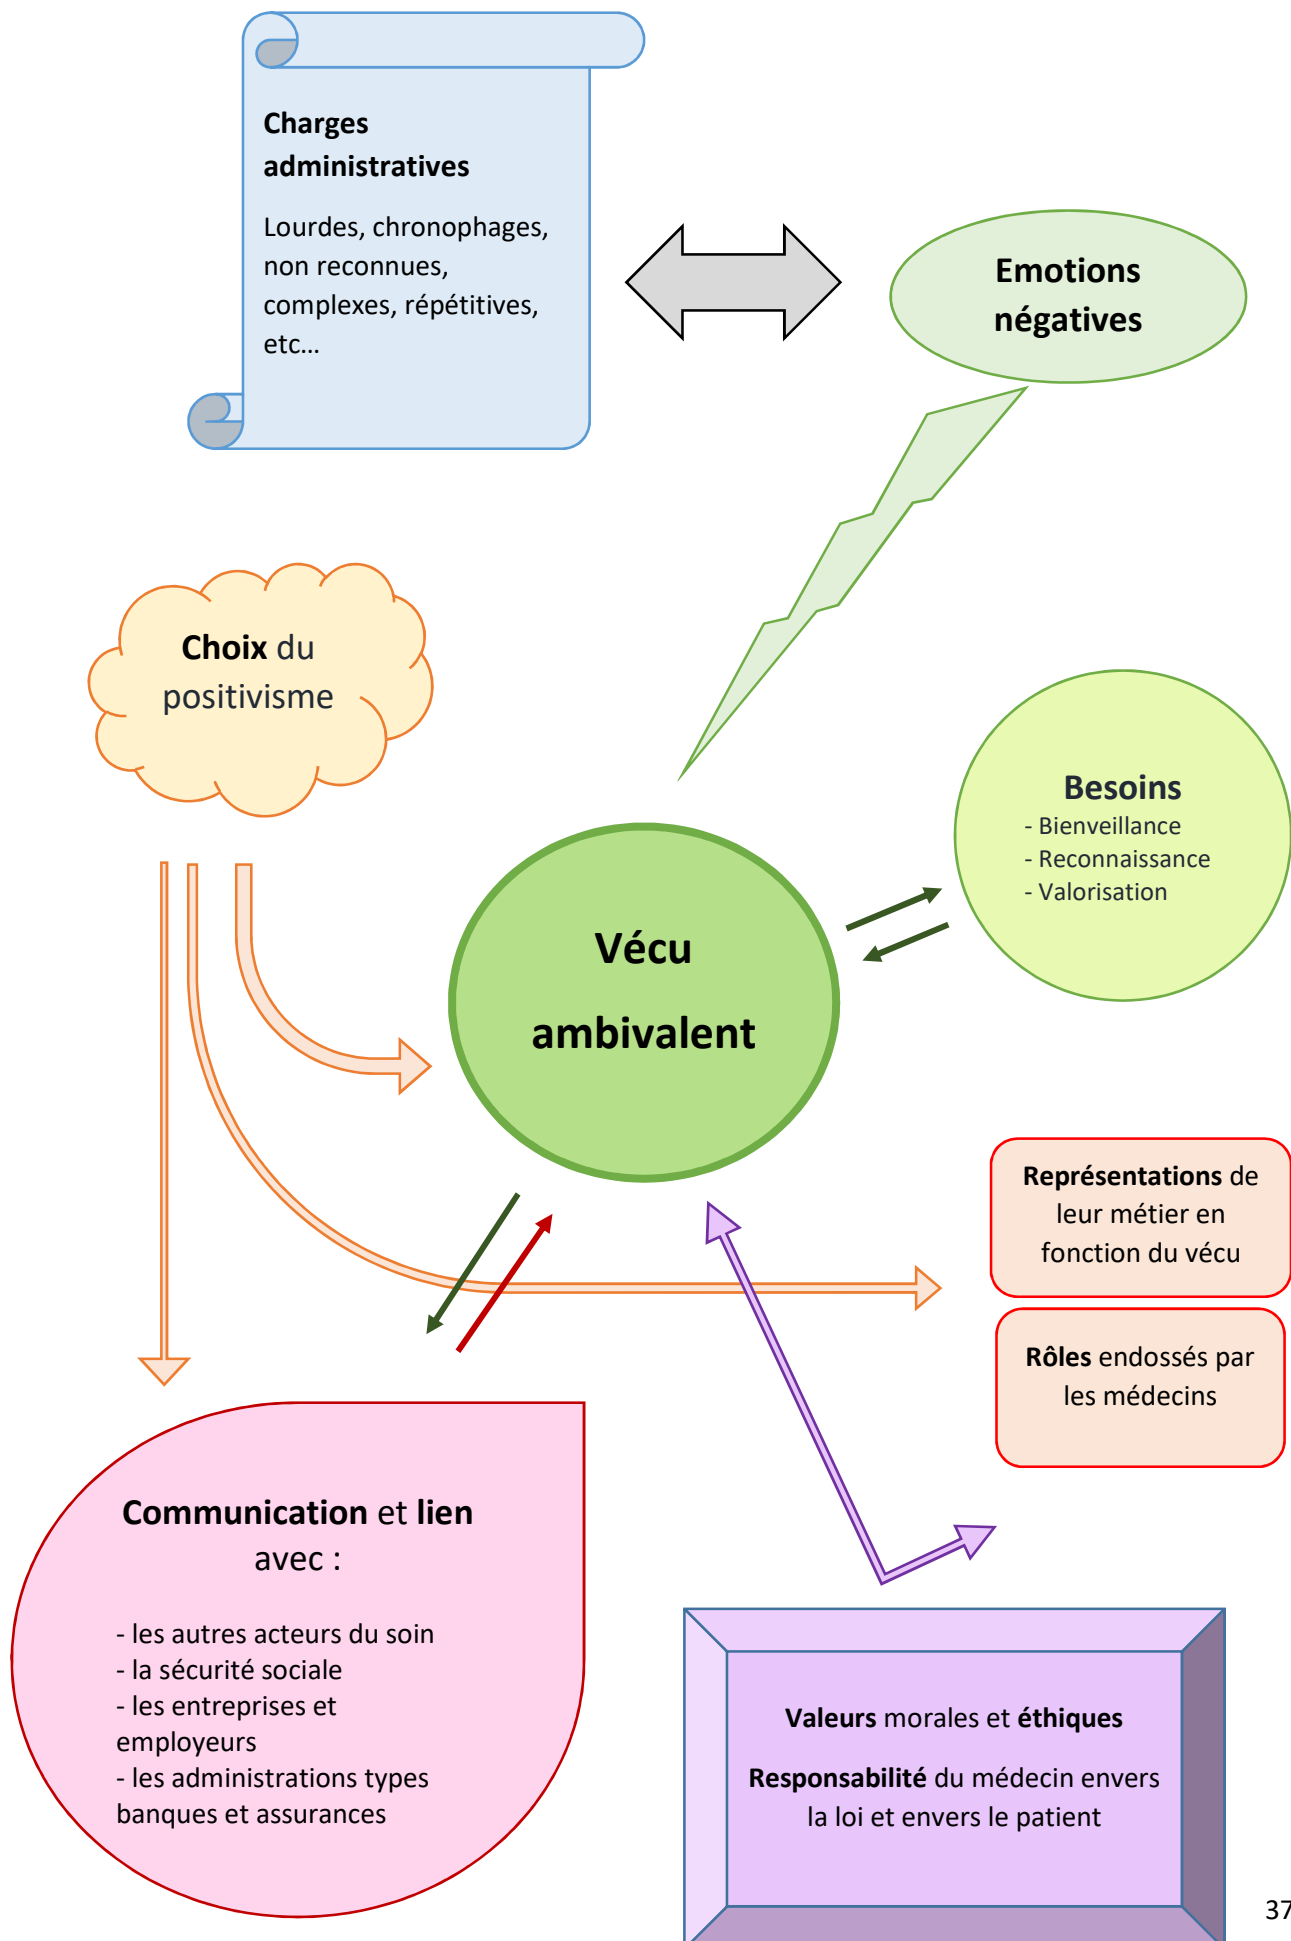 Charges
administratives
Lourdes, chronophages,
non reconnues,
complexes, répétitives,
etc…
Emotions
négatives
Choix du
positivisme
Besoins
- Bienveillance
- Reconnaissance
- Valorisation
Vécu
ambivalent
Représentations de
leur métier en
fonction du vécu
Rôles endossés par
les médecins
Communication et lien
avec :
- les autres acteurs du soin
- la sécurité sociale
- les entreprises et
employeurs
- les administrations types
banques et assurances
Valeurs morales et éthiques
Responsabilité du médecin envers
la loi et envers le patient
37